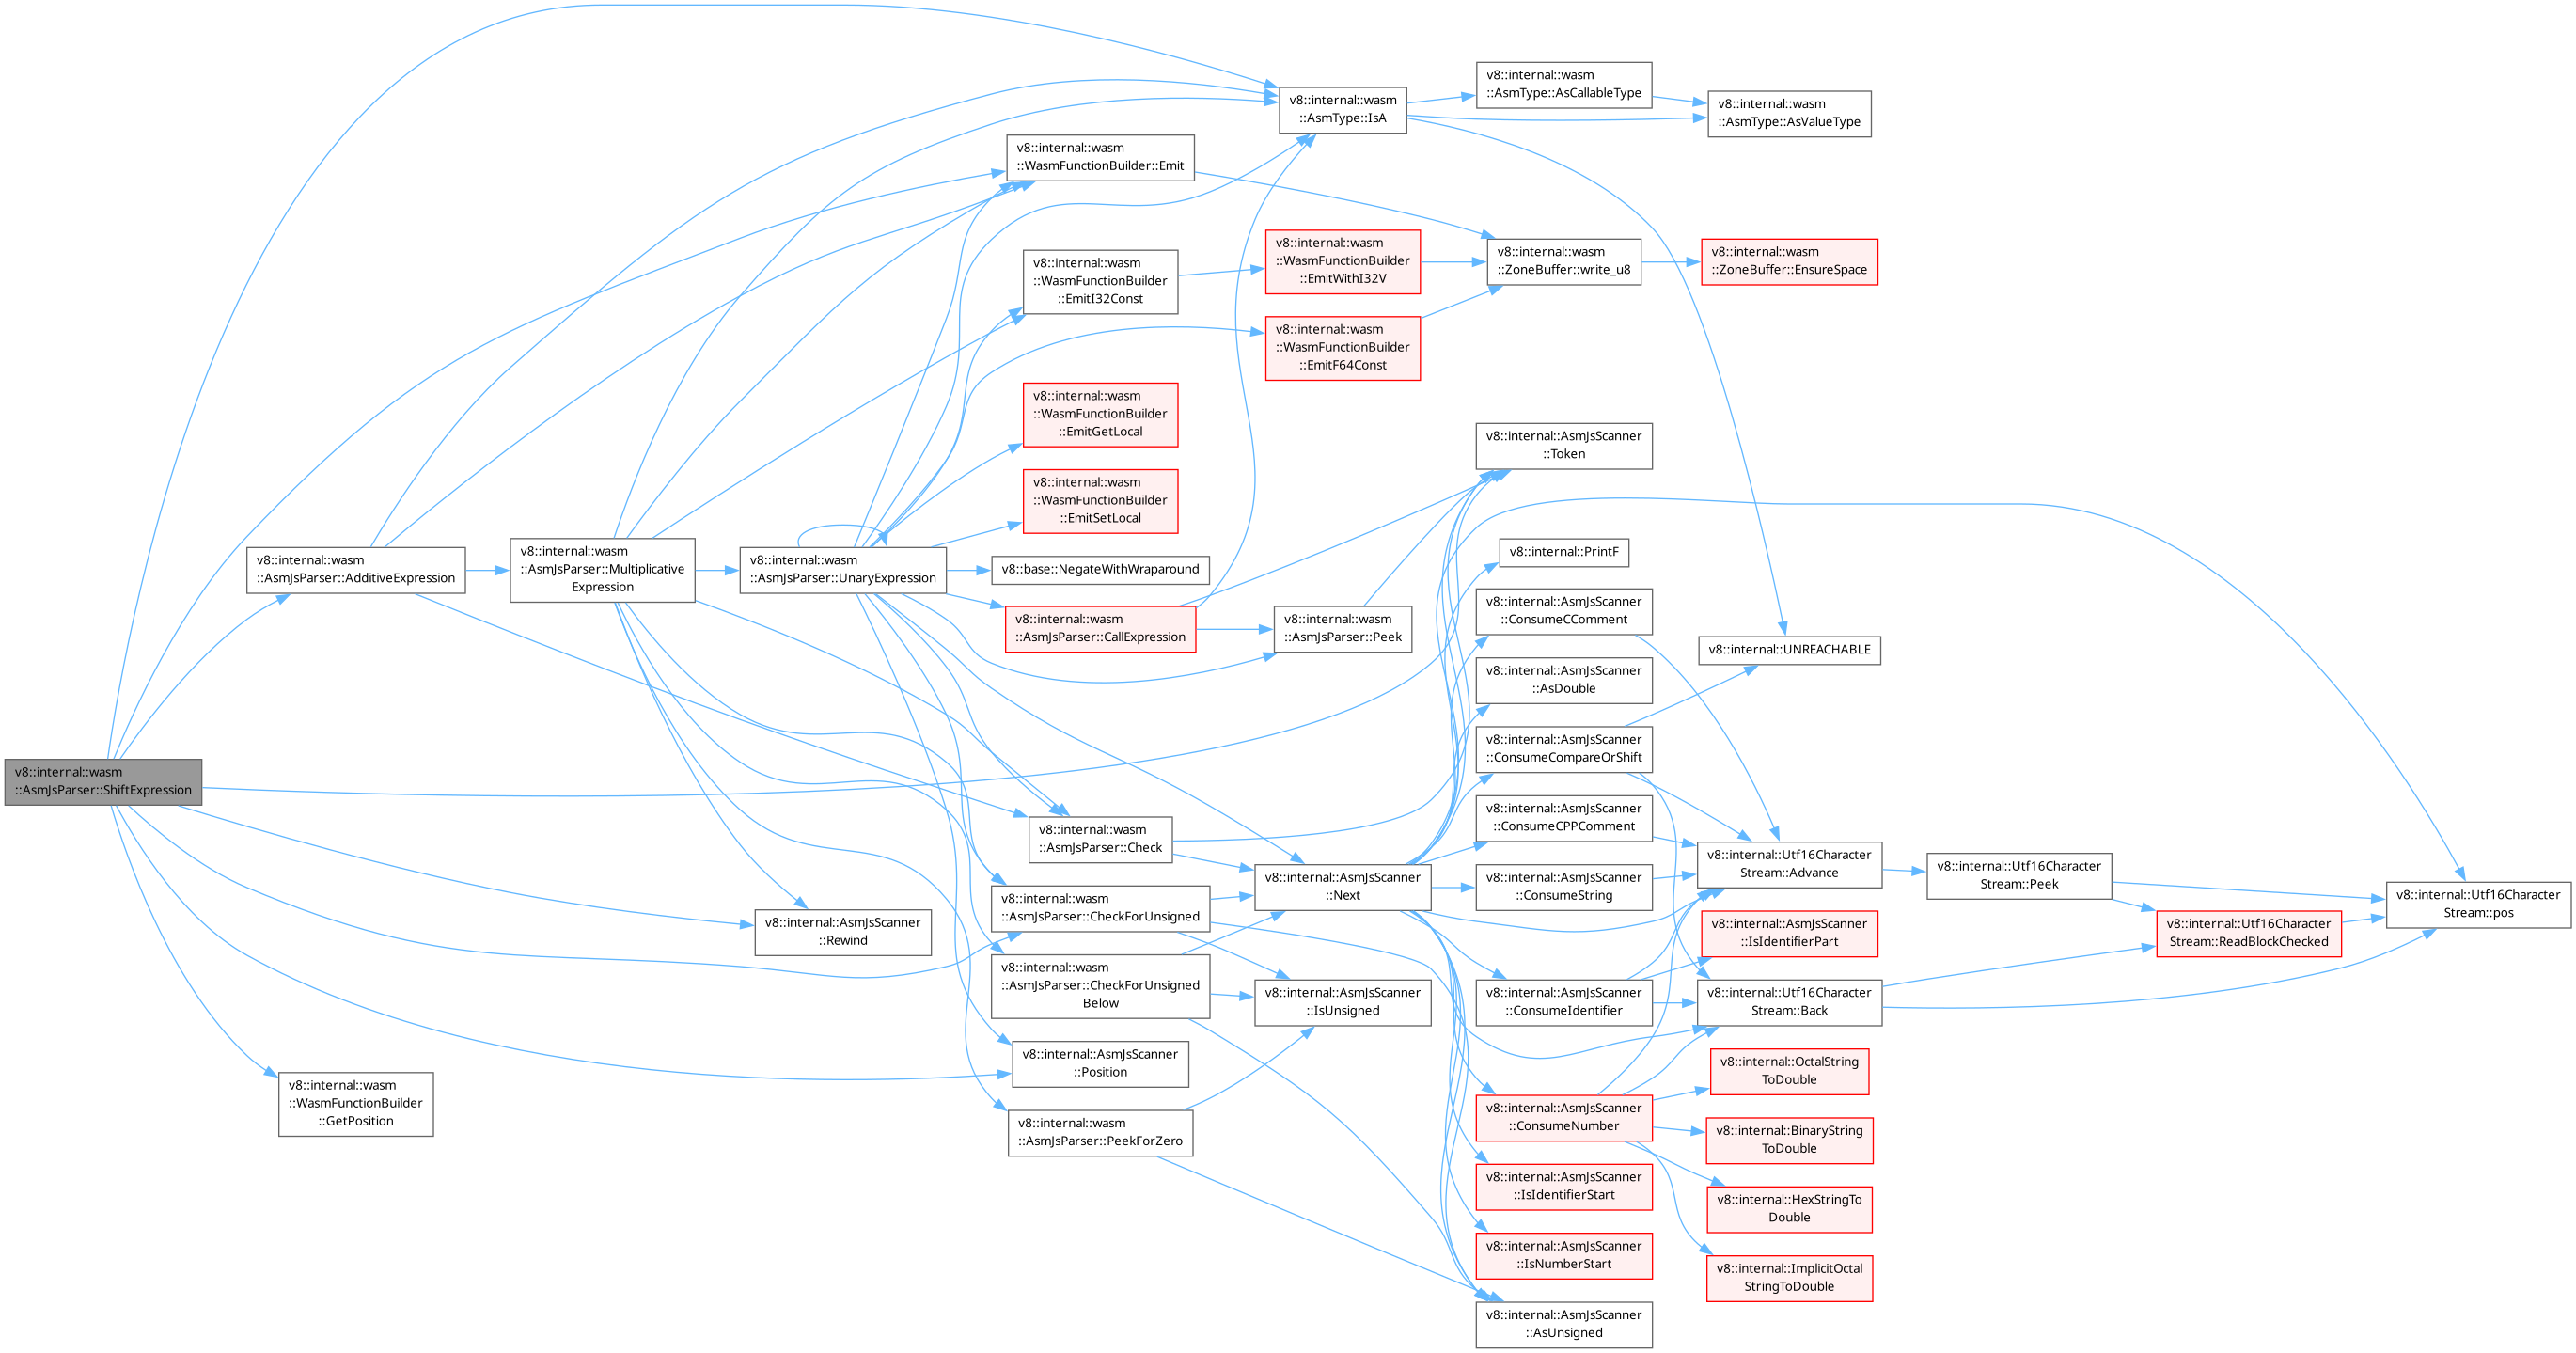 v8::internal::wasm
::AsmJsParser::ShiftExpression
v8::internal::wasm
::AsmJsParser::AdditiveExpression
v8::internal::wasm
::WasmFunctionBuilder
::GetPosition
v8::internal::wasm
::AsmJsParser::Multiplicative
Expression
v8::internal::wasm
::AsmJsParser::UnaryExpression
v8::internal::AsmJsScanner
::Rewind
v8::internal::wasm
::WasmFunctionBuilder::Emit
v8::internal::wasm
::WasmFunctionBuilder
::EmitI32Const
v8::internal::wasm
::WasmFunctionBuilder
::EmitGetLocal
v8::internal::wasm
::WasmFunctionBuilder
::EmitSetLocal
v8::base::NegateWithWraparound
v8::internal::wasm
::AsmJsParser::CallExpression
v8::internal::wasm
::AsmJsParser::Check
v8::internal::wasm
::AsmJsParser::CheckForUnsigned
v8::internal::wasm
::AsmJsParser::CheckForUnsigned
Below
v8::internal::AsmJsScanner
::Position
v8::internal::wasm
::AsmJsParser::PeekForZero
v8::internal::wasm
::AsmType::IsA
v8::internal::wasm
::WasmFunctionBuilder
::EmitWithI32V
v8::internal::wasm
::WasmFunctionBuilder
::EmitF64Const
v8::internal::wasm
::AsmJsParser::Peek
v8::internal::AsmJsScanner
::Next
v8::internal::AsmJsScanner
::IsUnsigned
v8::internal::wasm
::AsmType::AsCallableType
v8::internal::wasm
::ZoneBuffer::write_u8
v8::internal::AsmJsScanner
::Token
v8::internal::PrintF
v8::internal::AsmJsScanner
::ConsumeCComment
v8::internal::AsmJsScanner
::AsDouble
v8::internal::AsmJsScanner
::ConsumeCompareOrShift
v8::internal::AsmJsScanner
::ConsumeCPPComment
v8::internal::AsmJsScanner
::ConsumeString
v8::internal::AsmJsScanner
::ConsumeIdentifier
v8::internal::AsmJsScanner
::ConsumeNumber
v8::internal::AsmJsScanner
::IsIdentifierStart
v8::internal::AsmJsScanner
::IsNumberStart
v8::internal::AsmJsScanner
::AsUnsigned
v8::internal::wasm
::AsmType::AsValueType
v8::internal::wasm
::ZoneBuffer::EnsureSpace
v8::internal::UNREACHABLE
v8::internal::Utf16Character
Stream::Advance
v8::internal::AsmJsScanner
::IsIdentifierPart
v8::internal::Utf16Character
Stream::Back
v8::internal::OctalString
ToDouble
v8::internal::BinaryString
ToDouble
v8::internal::HexStringTo
Double
v8::internal::ImplicitOctal
StringToDouble
v8::internal::Utf16Character
Stream::Peek
v8::internal::Utf16Character
Stream::ReadBlockChecked
v8::internal::Utf16Character
Stream::pos